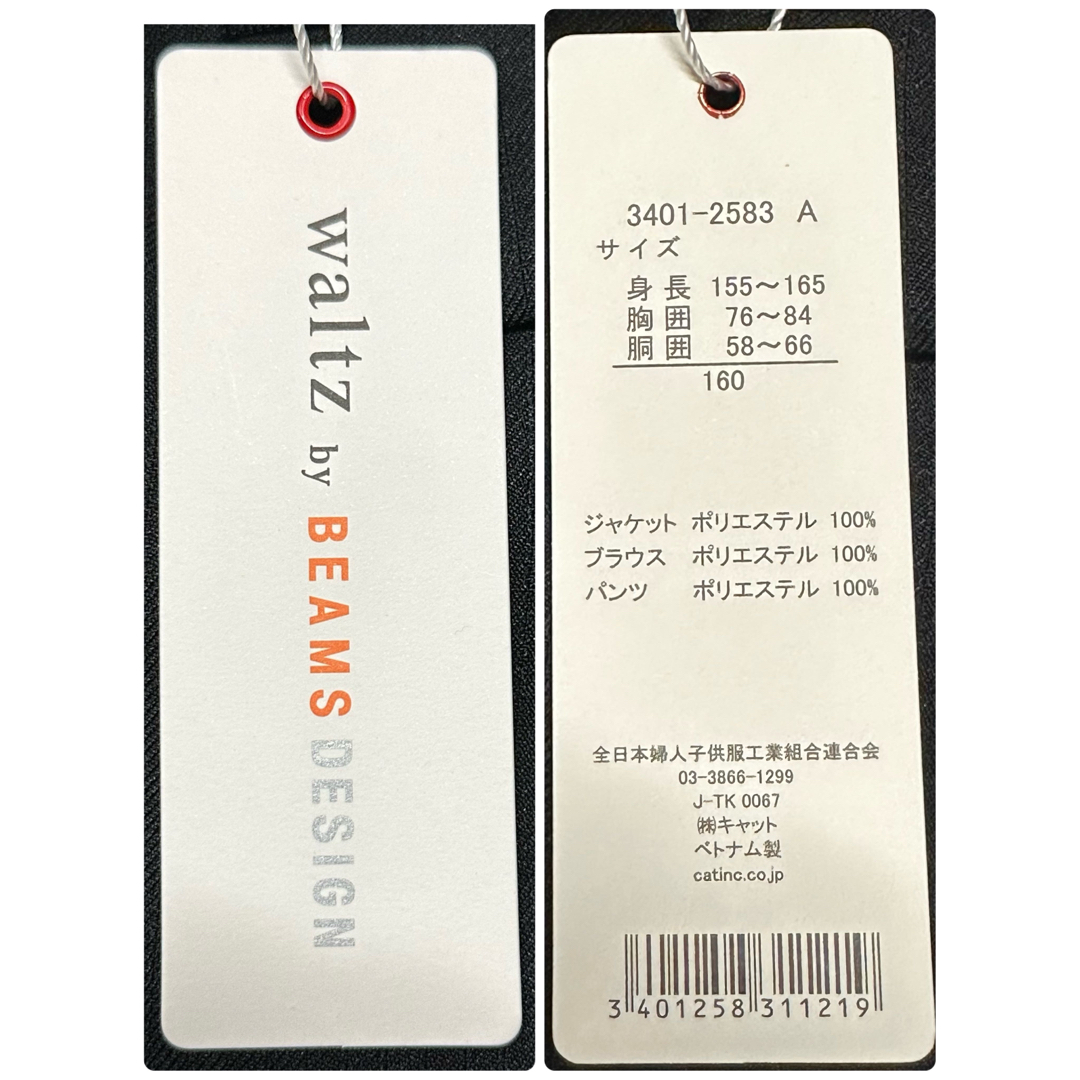 waltz by BEAMS DESIGN
3401-2583 A
サイズ
身長 155～165
胸囲 76～84
胴囲 58～66
160
ジャケット ポリエステル 100%
ブラウス ポリエステル 100%
パンツ ポリエステル 100%
全日本婦人子供服工業組合連合会
03-3866-1299
J-TK 0067
㈱キャット
ベトナム製
catinc.co.jp
3 401258 311219